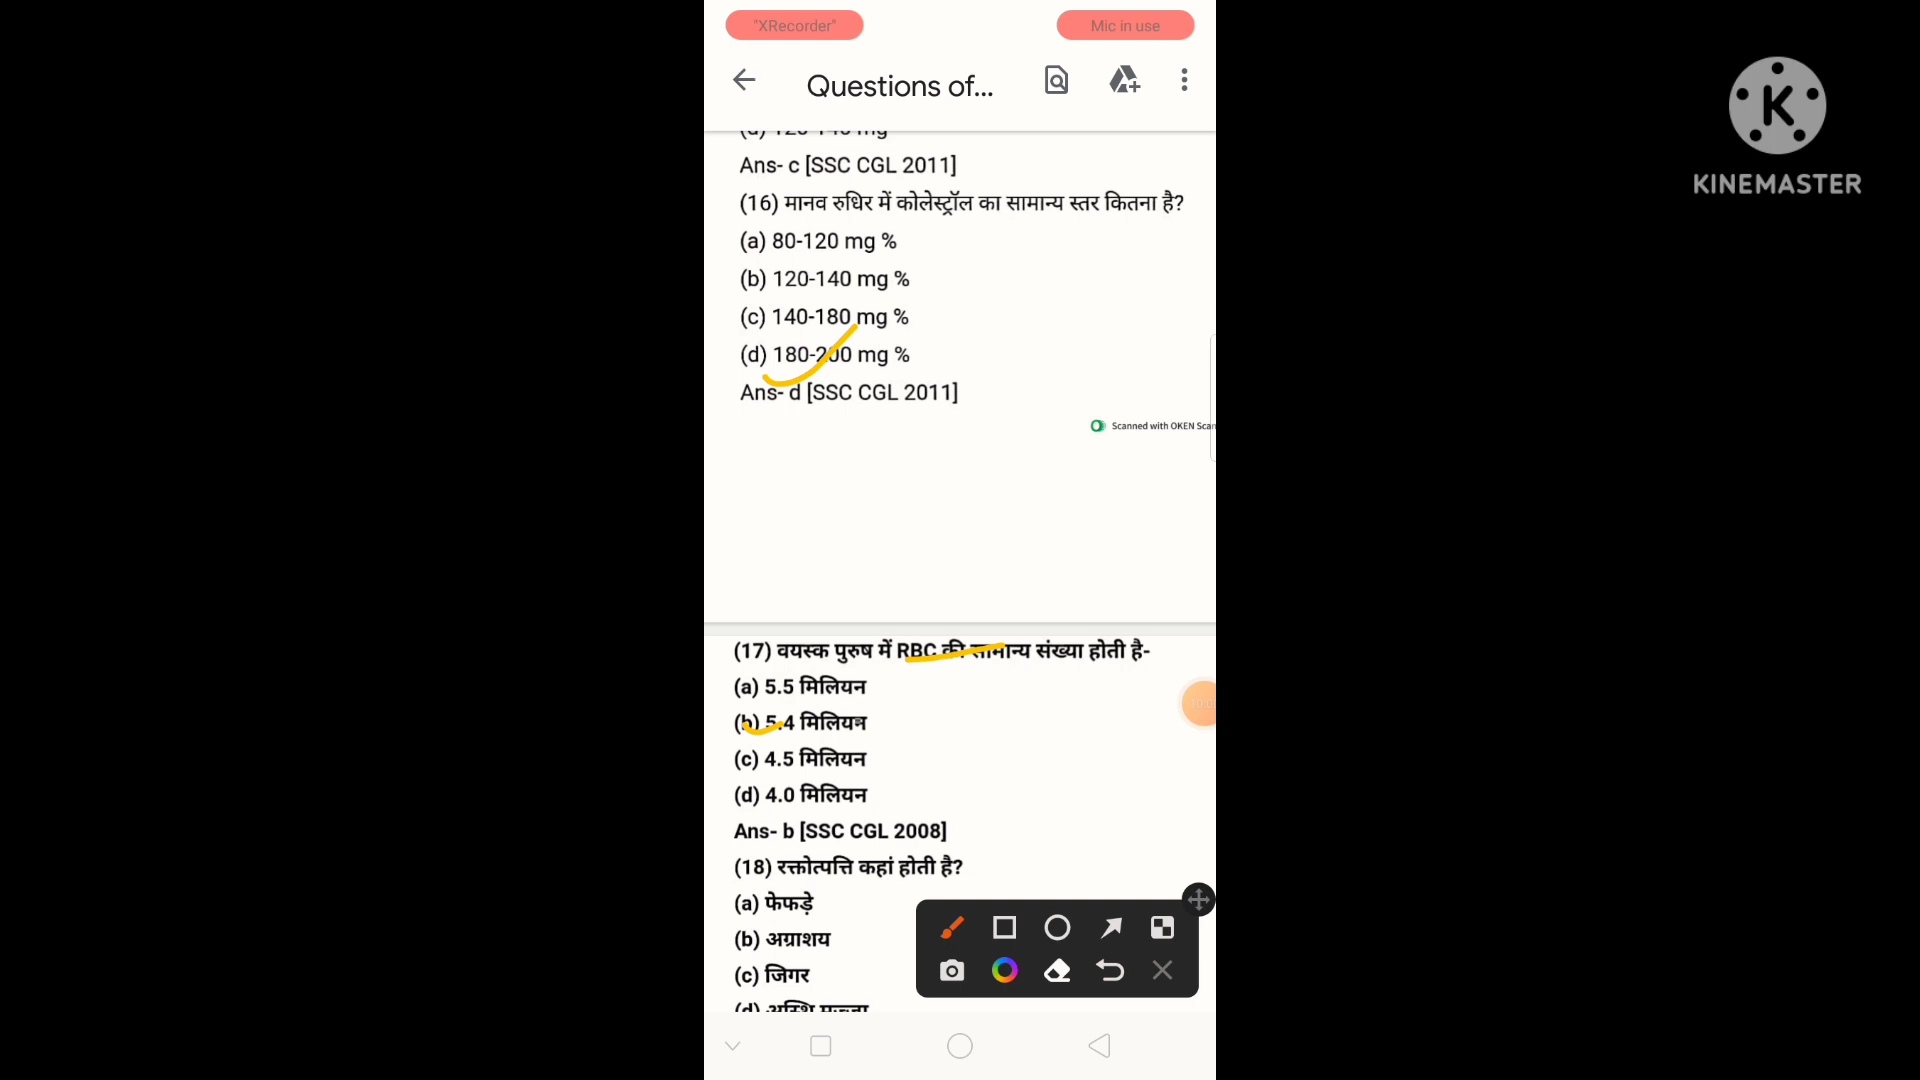 "XRecorder"
Mic in use
Questions of...
KINEMASTER
Ans- c [SSC CGL 2011]
(16) मानव रुधिर में कोलेस्ट्रॉल का सामान्य स्तर कितना है?
(a) 80-120 mg %
(b) 120-140 mg %
(c) 140-180 mg %
(d) 180-200 mg %
Ans- d [SSC CGL 2011]
Scanned with OKEN Scan
(17) वयस्क पुरुष में RBC की सामान्य संख्या होती है-
(a) 5.5 मिलियन
(b) 5.4 मिलियन
(c) 4.5 मिलियन
(d) 4.0 मिलियन
Ans- b [SSC CGL 2008]
(18) रक्तोत्पत्ति कहां होती है?
(a) फेफड़े
(b) अग्राशय
(c) जिगर
(d) अस्थि मज्जा